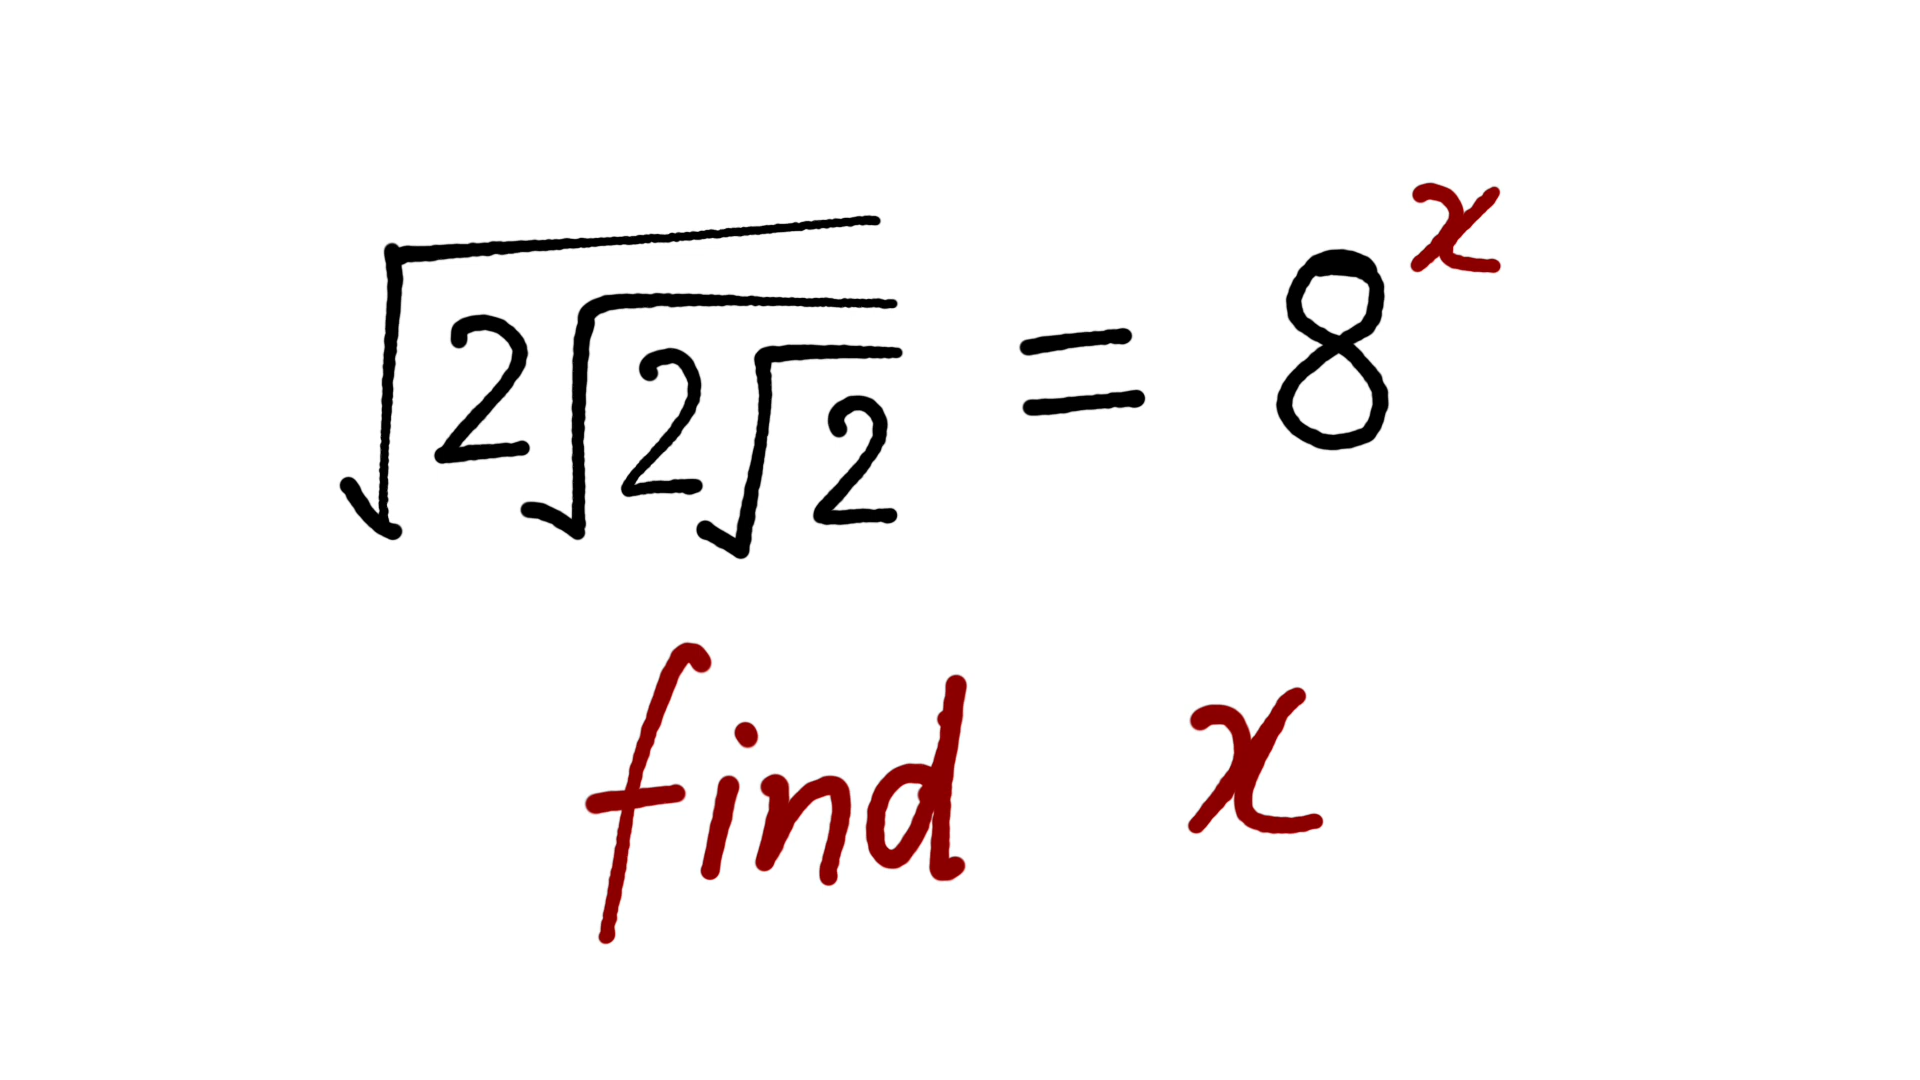 √(2√(2√2)) = 8^x
find x